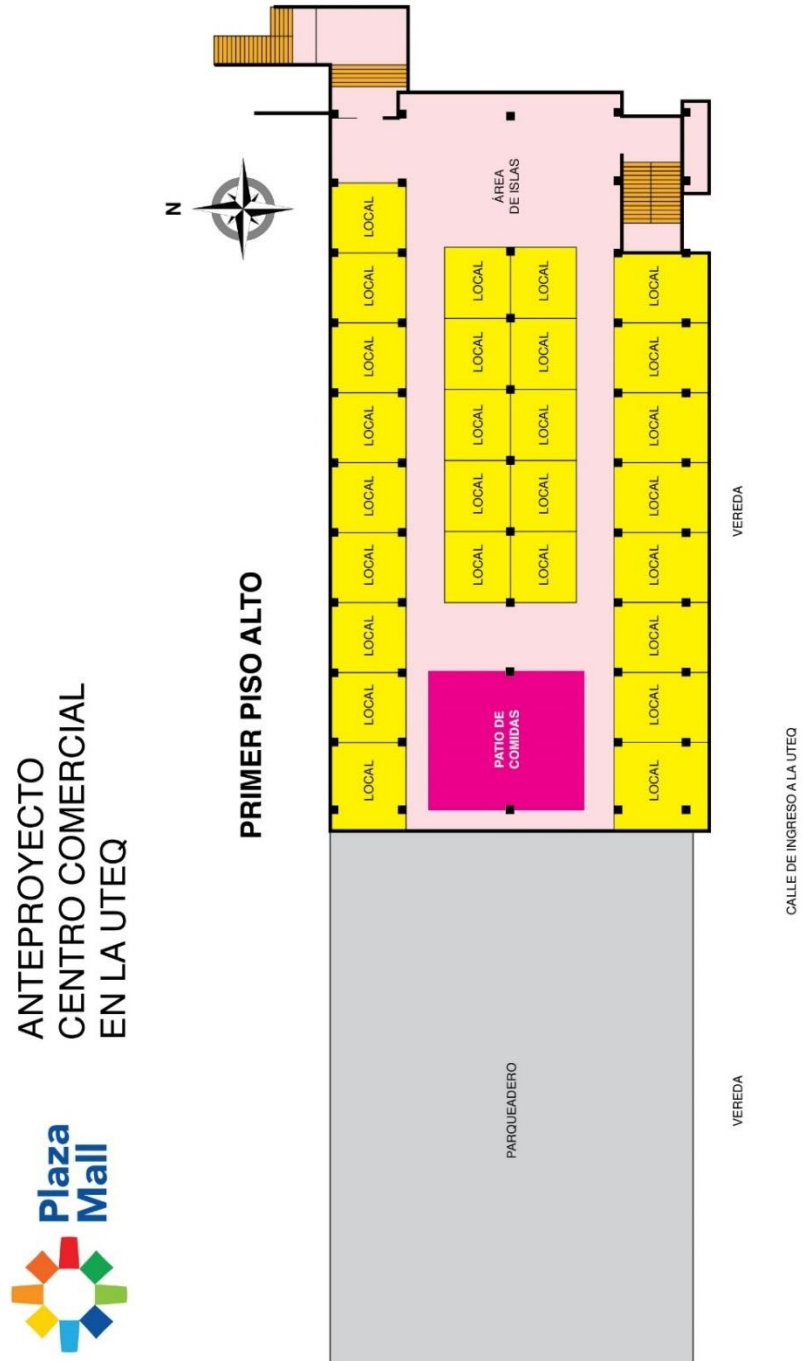 Plaza
Mall
ANTEPROYECTO
CENTRO COMERCIAL
EN LA UTEQ
N
PRIMER PISO ALTO
LOCAL LOCAL LOCAL LOCAL LOCAL LOCAL LOCAL LOCAL LOCAL
PARQUEADERO
PATIO DE
COMIDAS
LOCAL LOCAL LOCAL LOCAL LOCAL
LOCAL LOCAL LOCAL LOCAL LOCAL
ÁREA
DE ISLAS
LOCAL LOCAL LOCAL LOCAL LOCAL LOCAL LOCAL LOCAL
VEREDA VEREDA
CALLE DE INGRESO A LA UTEQ